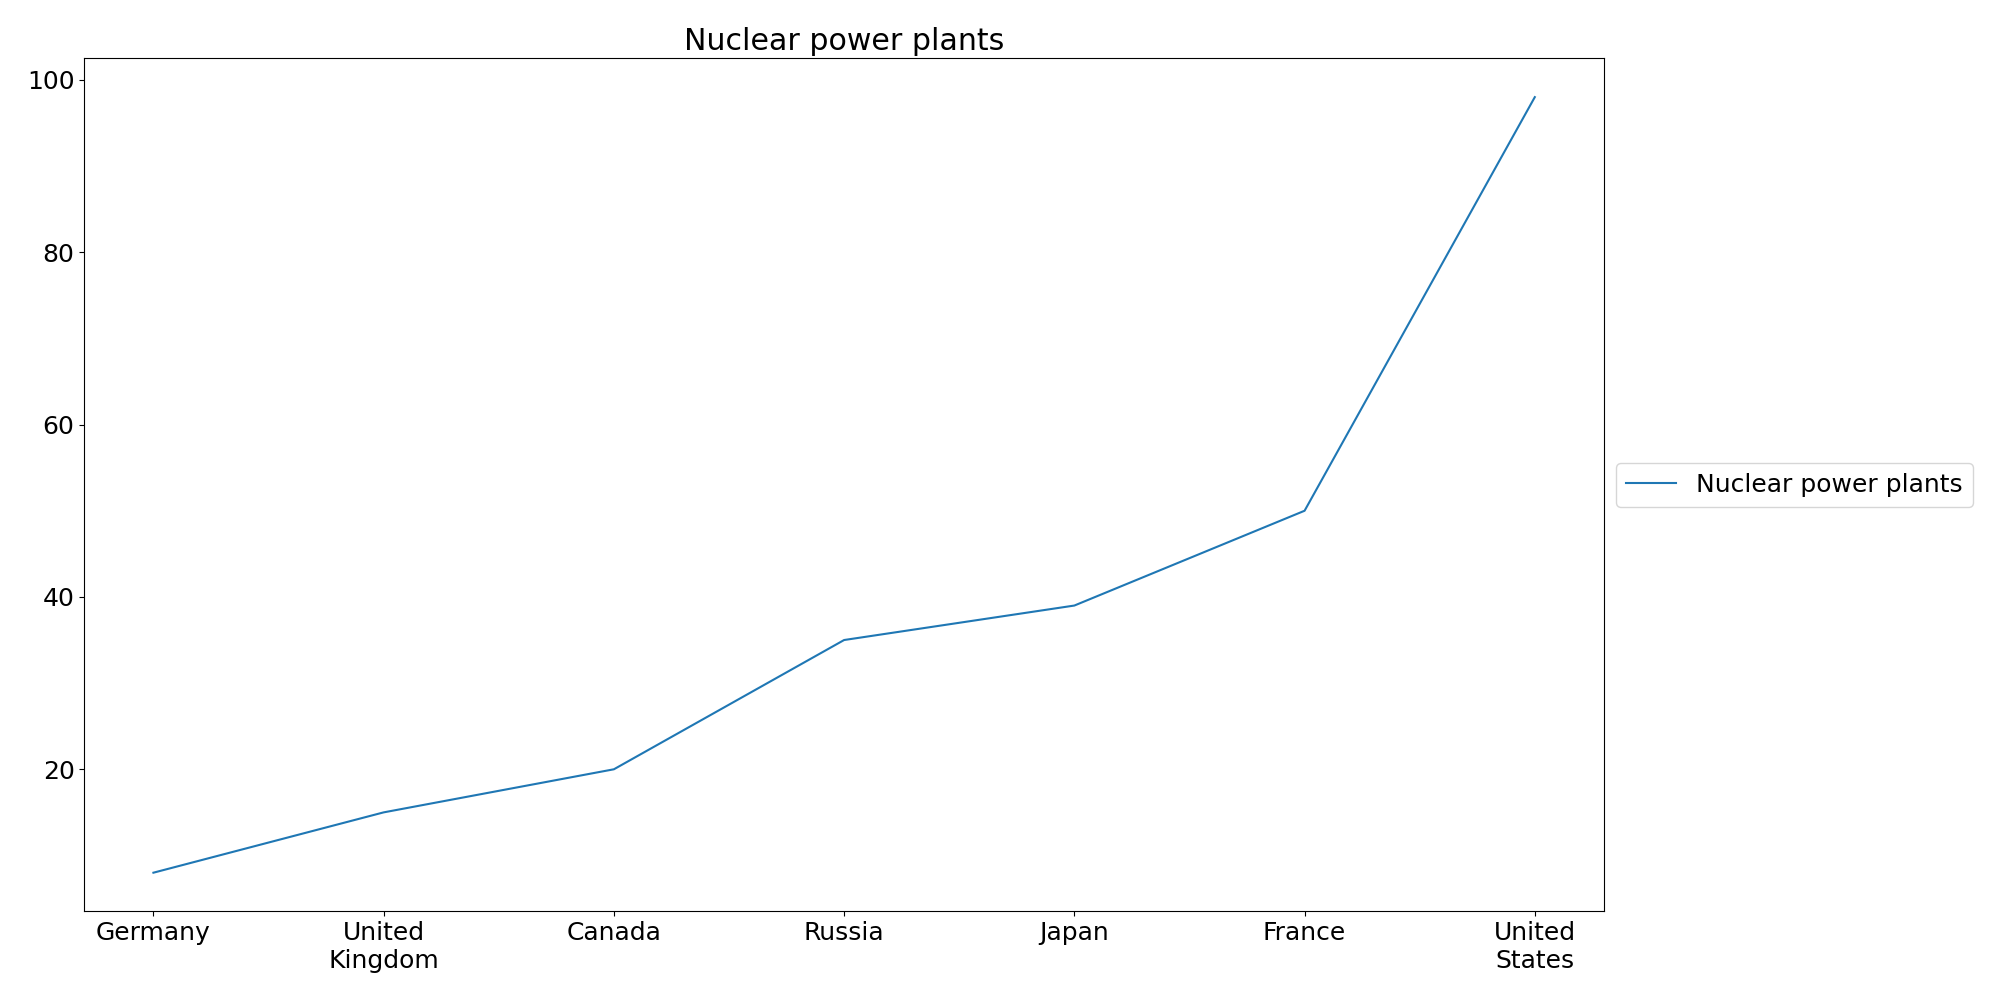 Nuclear power plants
100
80
60
40
20
Germany
United
Kingdom
Canada
Russia
Japan
France
United
States
Nuclear power plants